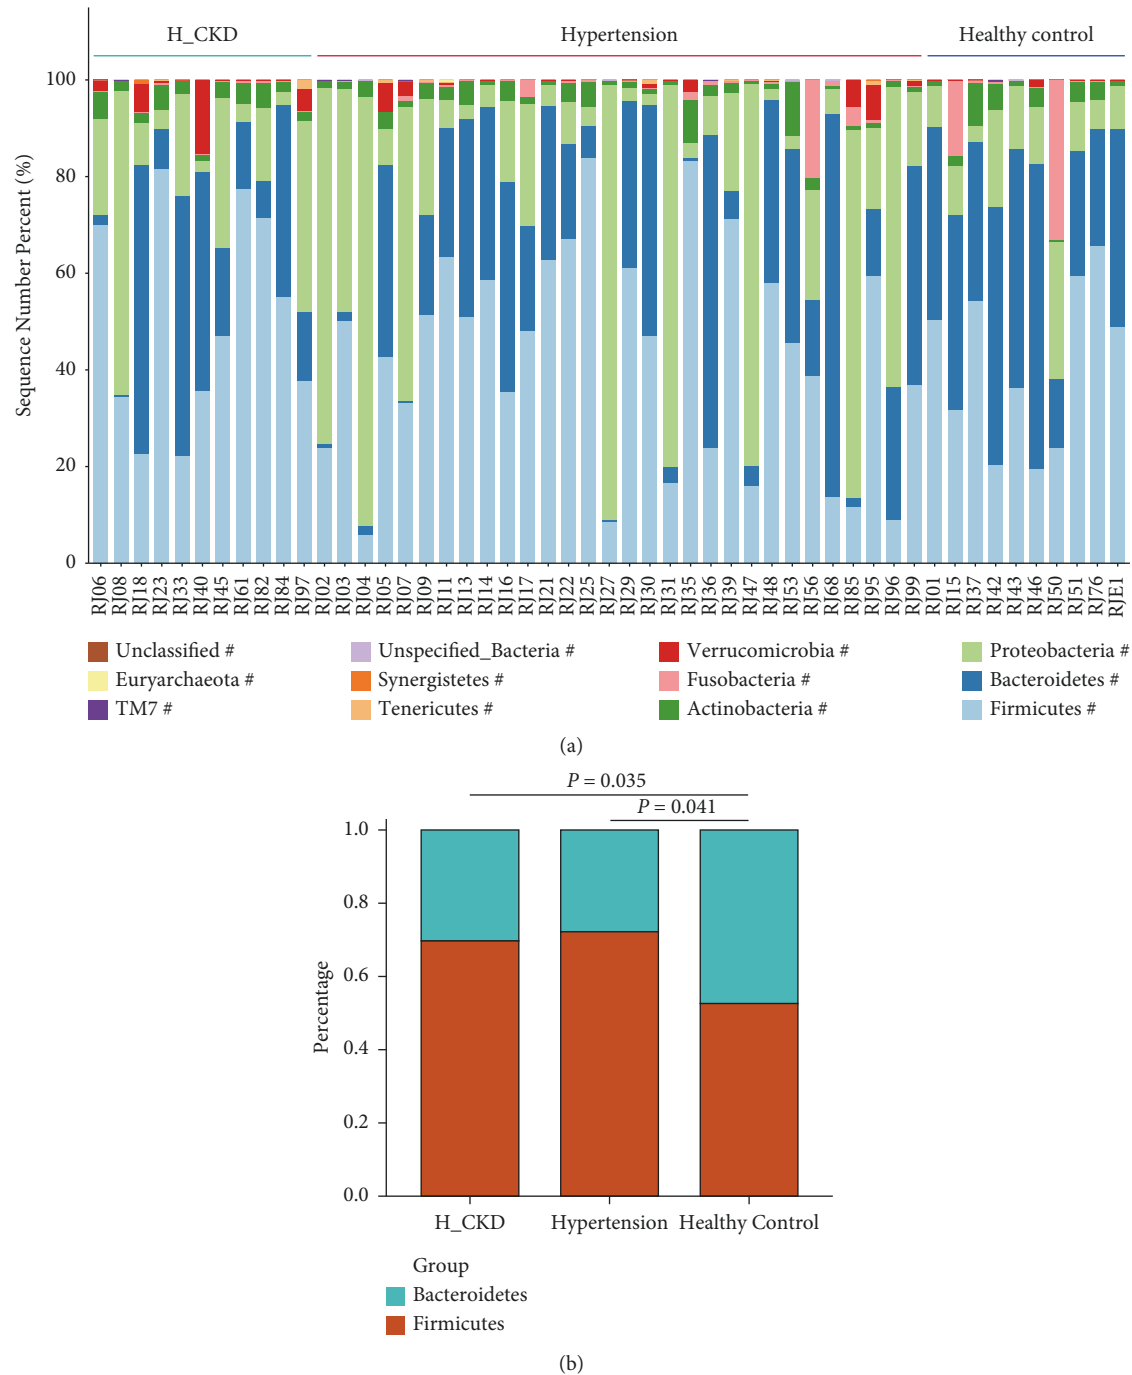 (a)
H_CKD Hypertension Healthy control
Sequence Number Percent (%)
100
80
60
40
20
0
RJ06 RJ08 RJ18 RJ23 RJ33 RJ40 RJ45 RJ61 RJ82 RJ84 RJ97 RJ02 RJ03 RJ04 RJ05 RJ07 RJ09 RJ11 RJ13 RJ14 RJ16 RJ17 RJ21 RJ22 RJ25 RJ27 RJ29 RJ30 RJ31 RJ35 RJ36 RJ39 RJ47 RJ48 RJ53 RJ56 RJ68 RJ85 RJ95 RJ96 RJ99 RJ01 RJ15 RJ37 RJ42 RJ43 RJ46 RJ50 RJ51 RJ76 RJE1
Unclassified # Unspecified_Bacteria # Verrucomicrobia # Proteobacteria #
Euryarchaeota # Synergistetes # Fusobacteria # Bacteroidetes #
TM7 # Tenericutes # Actinobacteria # Firmicutes #
(a)
P = 0.035
P = 0.041
Percentage
1.0
0.8
0.6
0.4
0.2
0.0
H_CKD Hypertension Healthy Control
Group
Bacteroidetes
Firmicutes
(b)